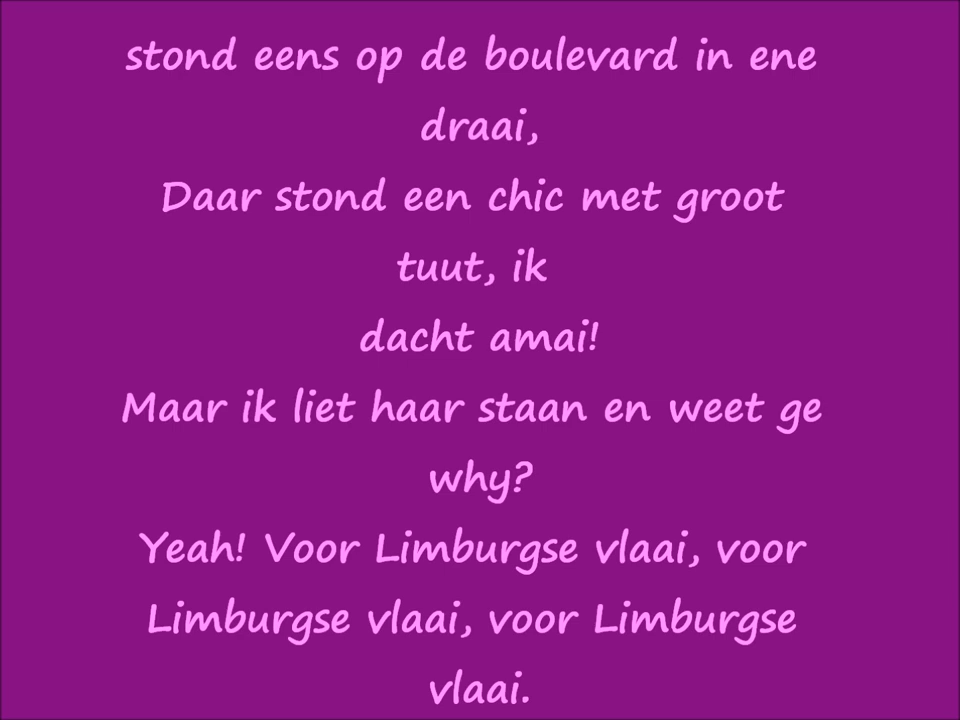 stond eens op de boulevard in ene
draai,
Daar stond een chic met groot
tuut, ik
dacht amai!
Maar ik liet haar staan en weet ge
why?
Yeah! Voor Limburgse vlaai, voor
Limburgse vlaai, voor Limburgse
vlaai.